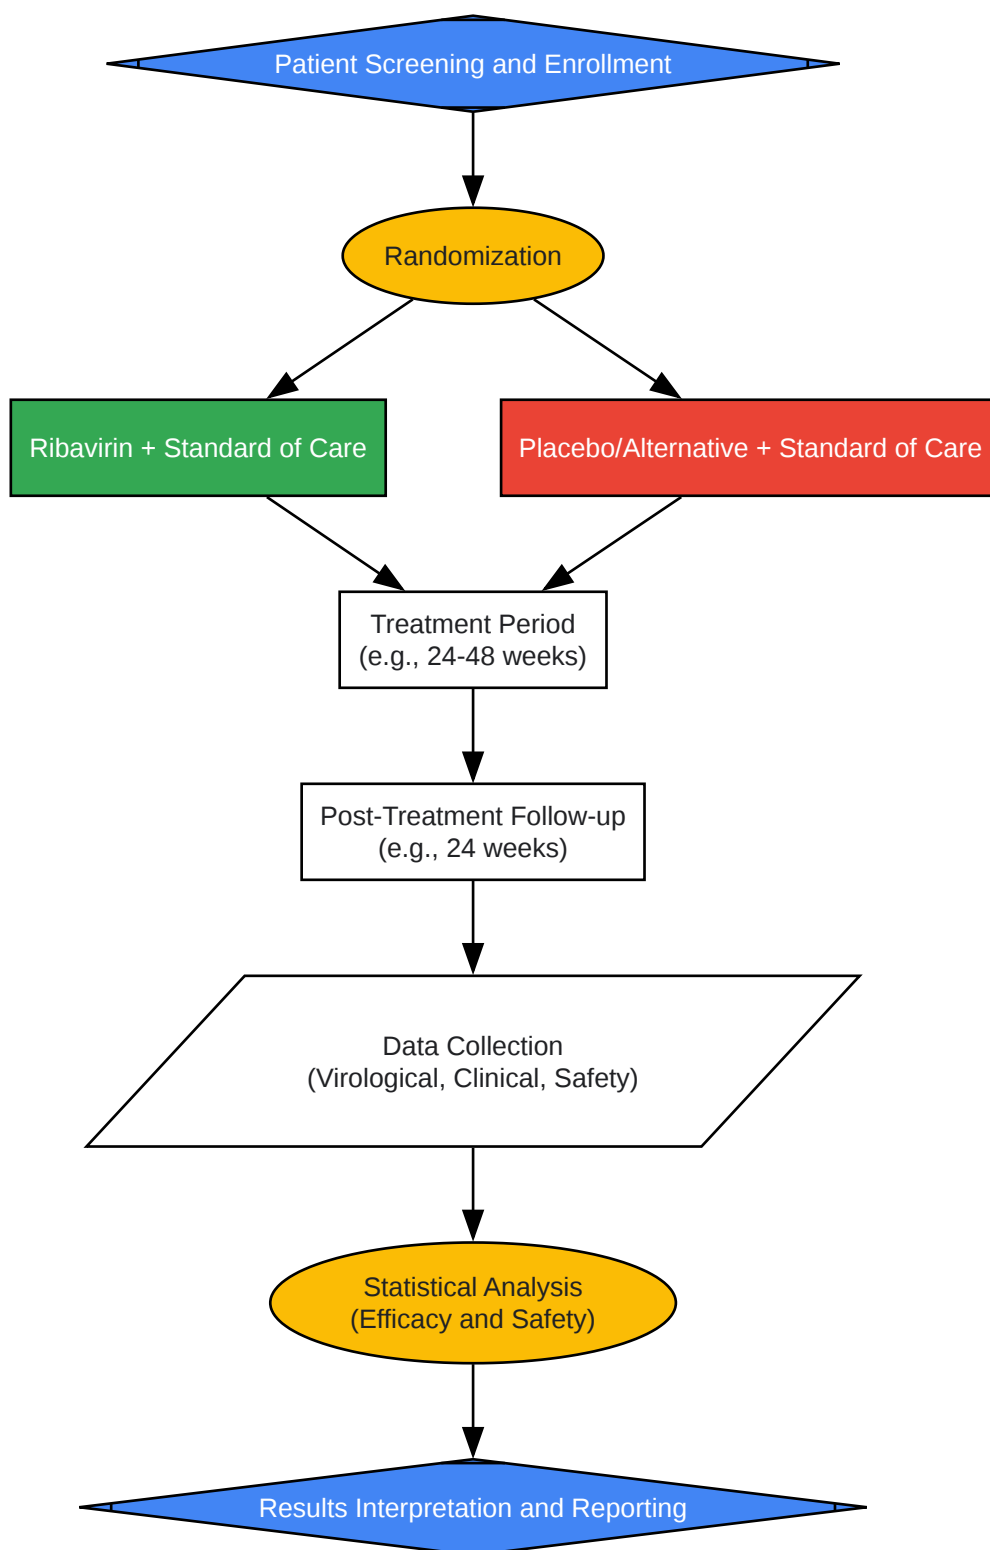 Patient Screening and Enrollment
Randomization
Ribavirin + Standard of Care
Placebo/Alternative + Standard of Care
Treatment Period
(e.g., 24-48 weeks)
Post-Treatment Follow-up
(e.g., 24 weeks)
Data Collection
(Virological, Clinical, Safety)
Statistical Analysis
(Efficacy and Safety)
Results Interpretation and Reporting